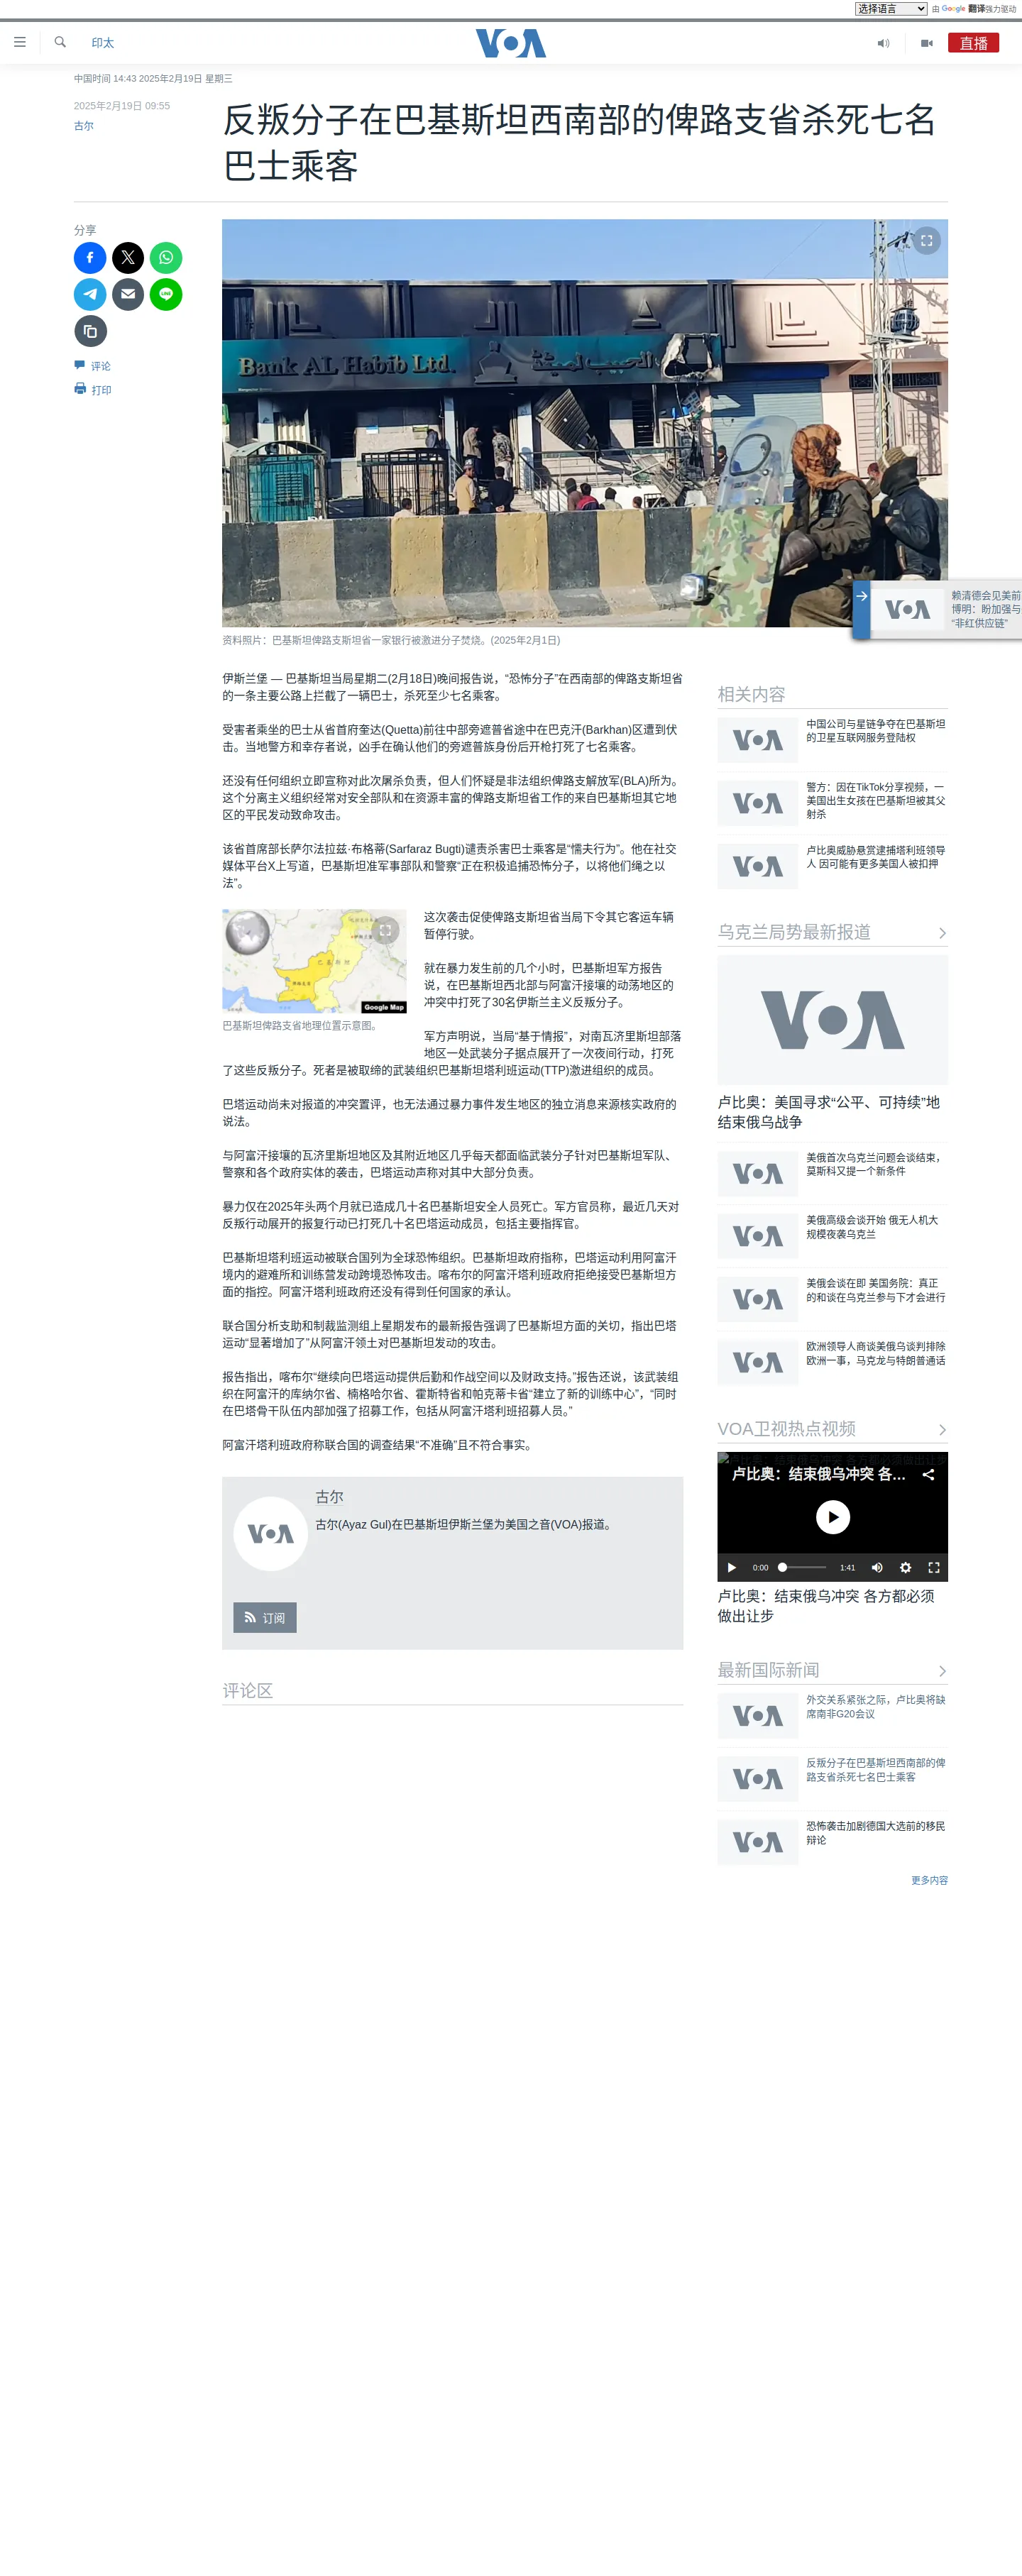 选择语言 由 Google 翻译强力驱动
印太
VOA
直播
中国时间 14:43 2025年2月19日 星期三
2025年2月19日 09:55
古尔
反叛分子在巴基斯坦西南部的俾路支省杀死七名
巴士乘客
分享
评论
打印
Bank AL Habib Ltd.
资料照片：巴基斯坦俾路支斯坦省一家银行被激进分子焚烧。(2025年2月1日)
VOA
赖清德会见美前
博明：盼加强与
“非红供应链”
伊斯兰堡 — 巴基斯坦当局星期二(2月18日)晚间报告说，“恐怖分子”在西南部的俾路支斯坦省
的一条主要公路上拦截了一辆巴士，杀死至少七名乘客。
受害者乘坐的巴士从省首府奎达(Quetta)前往中部旁遮普省途中在巴克汗(Barkhan)区遭到伏
击。当地警方和幸存者说，凶手在确认他们的旁遮普族身份后开枪打死了七名乘客。
还没有任何组织立即宣称对此次屠杀负责，但人们怀疑是非法组织俾路支解放军(BLA)所为。
这个分离主义组织经常对安全部队和在资源丰富的俾路支斯坦省工作的来自巴基斯坦其它地
区的平民发动致命攻击。
该省首席部长萨尔法拉兹·布格蒂(Sarfaraz Bugti)谴责杀害巴士乘客是“懦夫行为”。他在社交
媒体平台X上写道，巴基斯坦准军事部队和警察“正在积极追捕恐怖分子，以将他们绳之以
法”。
巴基斯坦
Google Map
巴基斯坦俾路支省地理位置示意图。
这次袭击促使俾路支斯坦省当局下令其它客运车辆
暂停行驶。
就在暴力发生前的几个小时，巴基斯坦军方报告
说，在巴基斯坦西北部与阿富汗接壤的动荡地区的
冲突中打死了30名伊斯兰主义反叛分子。
军方声明说，当局“基于情报”，对南瓦济里斯坦部落
地区一处武装分子据点展开了一次夜间行动，打死
了这些反叛分子。死者是被取缔的武装组织巴基斯坦塔利班运动(TTP)激进组织的成员。
巴塔运动尚未对报道的冲突置评，也无法通过暴力事件发生地区的独立消息来源核实政府的
说法。
与阿富汗接壤的瓦济里斯坦地区及其附近地区几乎每天都面临武装分子针对巴基斯坦军队、
警察和各个政府实体的袭击，巴塔运动声称对其中大部分负责。
暴力仅在2025年头两个月就已造成几十名巴基斯坦安全人员死亡。军方官员称，最近几天对
反叛行动展开的报复行动已打死几十名巴塔运动成员，包括主要指挥官。
巴基斯坦塔利班运动被联合国列为全球恐怖组织。巴基斯坦政府指称，巴塔运动利用阿富汗
境内的避难所和训练营发动跨境恐怖攻击。喀布尔的阿富汗塔利班政府拒绝接受巴基斯坦方
面的指控。阿富汗塔利班政府还没有得到任何国家的承认。
联合国分析支助和制裁监测组上星期发布的最新报告强调了巴基斯坦方面的关切，指出巴塔
运动“显著增加了”从阿富汗领土对巴基斯坦发动的攻击。
报告指出，喀布尔“继续向巴塔运动提供后勤和作战空间以及财政支持。”报告还说，该武装组
织在阿富汗的库纳尔省、楠格哈尔省、霍斯特省和帕克蒂卡省“建立了新的训练中心”，“同时
在巴塔骨干队伍内部加强了招募工作，包括从阿富汗塔利班招募人员。”
阿富汗塔利班政府称联合国的调查结果“不准确”且不符合事实。
VOA
古尔
古尔(Ayaz Gul)在巴基斯坦伊斯兰堡为美国之音(VOA)报道。
订阅
评论区
相关内容
VOA
中国公司与星链争夺在巴基斯坦
的卫星互联网服务登陆权
VOA
警方：因在TikTok分享视频，一
美国出生女孩在巴基斯坦被其父
射杀
VOA
卢比奥威胁悬赏逮捕塔利班领导
人 因可能有更多美国人被扣押
乌克兰局势最新报道
VOA
卢比奥：美国寻求“公平、可持续”地
结束俄乌战争
VOA
美俄首次乌克兰问题会谈结束，
莫斯科又提一个新条件
VOA
美俄高级会谈开始 俄无人机大
规模夜袭乌克兰
VOA
美俄会谈在即 美国务院：真正
的和谈在乌克兰参与下才会进行
VOA
欧洲领导人商谈美俄乌谈判排除
欧洲一事，马克龙与特朗普通话
VOA卫视热点视频
卢比奥：结束俄乌冲突 各方都必须做出让步
卢比奥：结束俄乌冲突 各...
0:00 1:41
卢比奥：结束俄乌冲突 各方都必须
做出让步
最新国际新闻
VOA
外交关系紧张之际，卢比奥将缺
席南非G20会议
VOA
反叛分子在巴基斯坦西南部的俾
路支省杀死七名巴士乘客
VOA
恐怖袭击加剧德国大选前的移民
辩论
更多内容